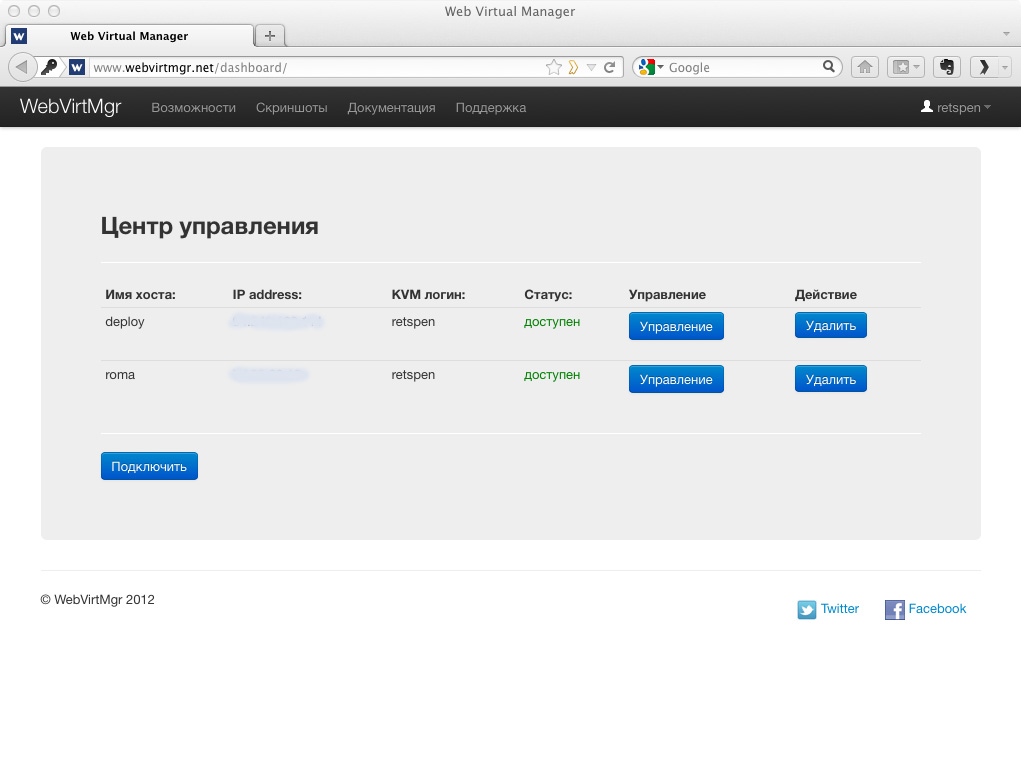 Web Virtual Manager
Web Virtual Manager
www.webvirtmgr.net/dashboard/
Google
WebVirtMgr Возможности Скриншоты Документация Поддержка retspen
Центр управления
Имя хоста: IP address: KVM логин: Статус: Управление Действие
deploy retspen доступен Управление Удалить
roma retspen доступен Управление Удалить
Подключить
© WebVirtMgr 2012
Twitter Facebook